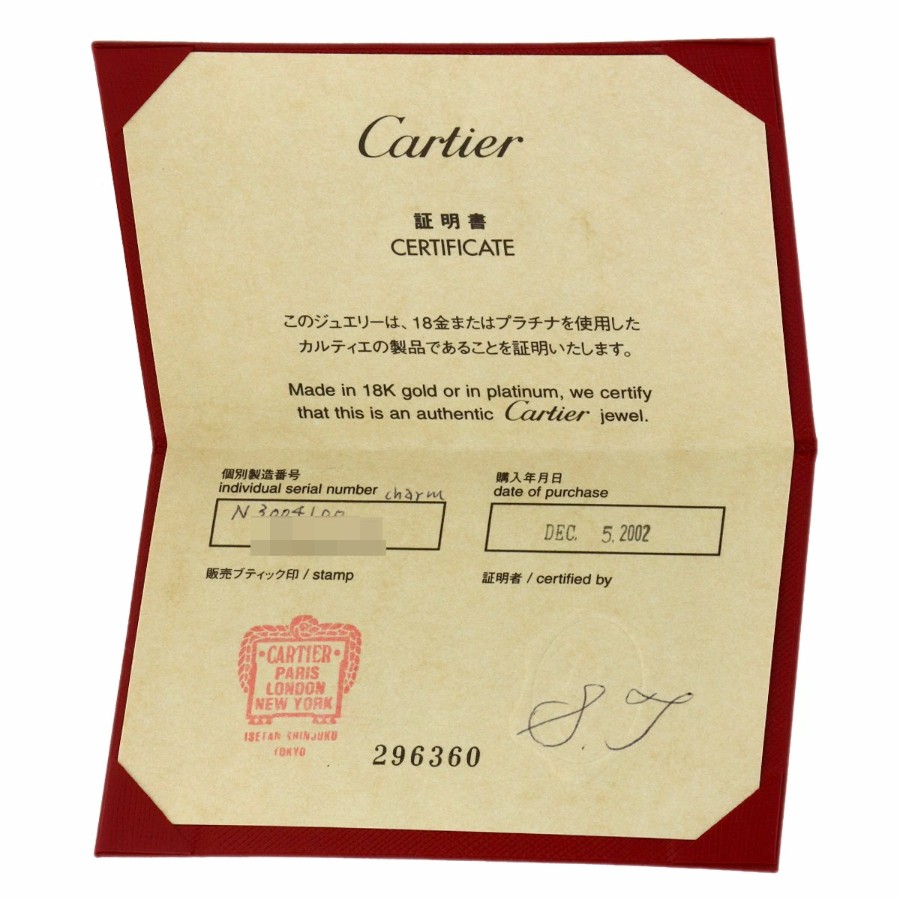 Cartier
証明書
CERTIFICATE
このジュエリーは、18金またはプラチナを使用した
カルティエの製品であることを証明いたします。
Made in 18K gold or in platinum, we certify
that this is an authentic Cartier jewel.
個別製造番号
individual serial number charm
N3004100
購入年月日
date of purchase
DEC. 5. 2002
販売ブティック印 / stamp
証明者 / certified by
•CARTIER•
PARIS
LONDON
NEW YORK
ISETAN SHINJUKU
TOKYO
296360
S.T